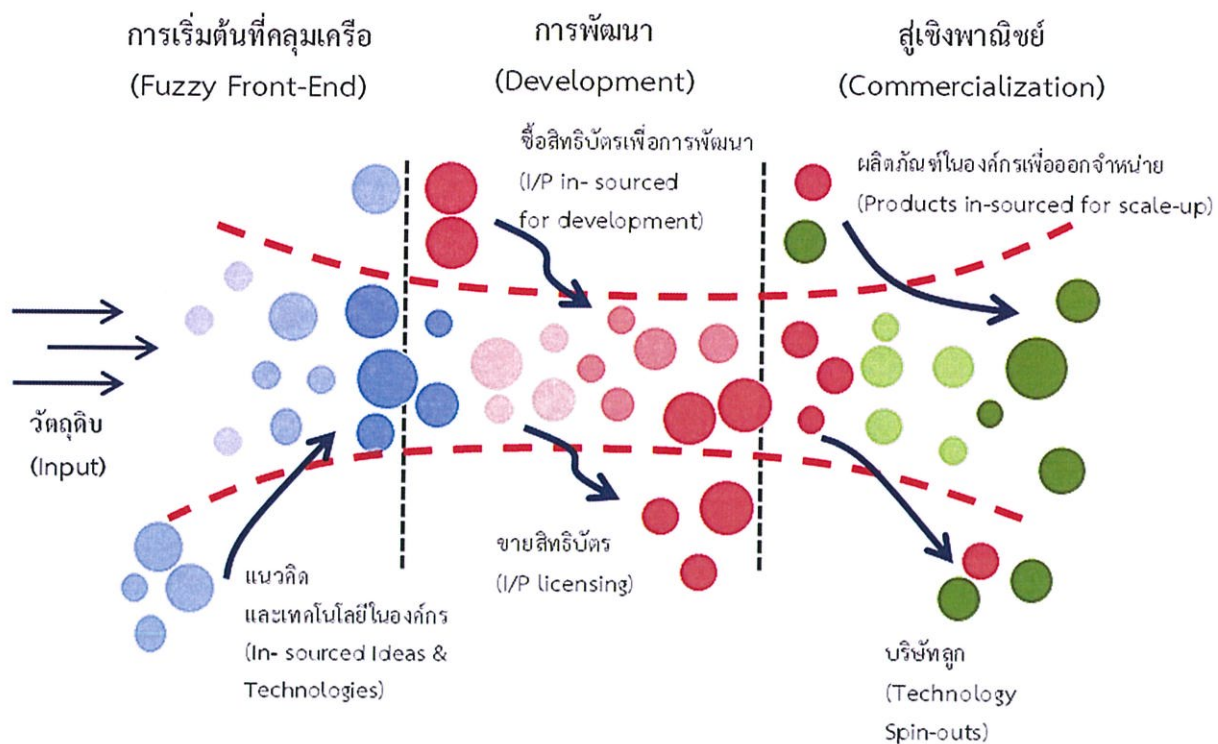 การเริ่มต้นที่คลุมเครือ
(Fuzzy Front-End)
การพัฒนา
(Development)
สู่เชิงพาณิชย์
(Commercialization)
ซื้อสิทธิบัตรเพื่อการพัฒนา
(I/P in- sourced
for development)
ผลิตภัณฑ์ในองค์กรเพื่อออกจำหน่าย
(Products in-sourced for scale-up)
วัตถุดิบ
(Input)
แนวคิด
และเทคโนโลยีในองค์กร
(In- sourced Ideas &
Technologies)
ขายสิทธิบัตร
(I/P licensing)
บริษัทลูก
(Technology
Spin-outs)